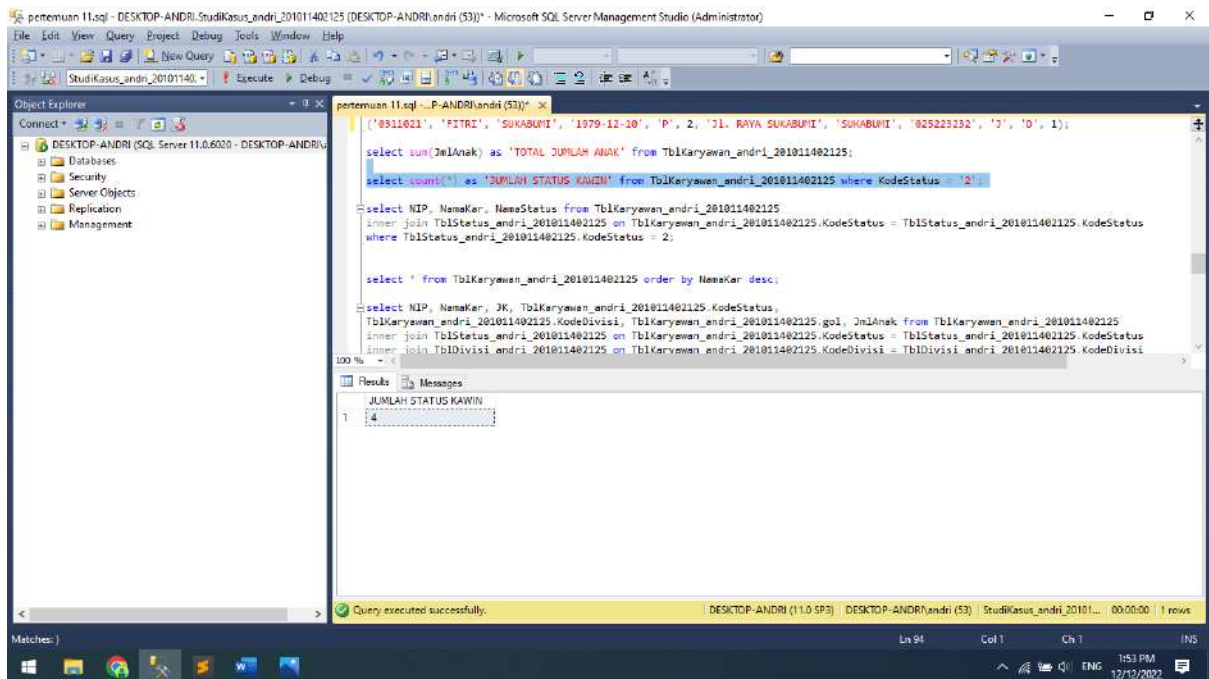 pertemuan 11.sql - DESKTOP-ANDRI.StudiKasus_andri_201011402125 (DESKTOP-ANDRI\andri (53))* - Microsoft SQL Server Management Studio (Administrator)
File Edit View Query Project Debug Tools Window Help
New Query
StudiKasus_andri_20101140. Execute Debug
Object Explorer
Connect
DESKTOP-ANDRI (SQL Server 11.0.6020 - DESKTOP-ANDRI\
Databases
Security
Server Objects
Replication
Management
pertemuan 11.sql -...P-ANDRI\andri (53))*
('0311021', 'FITRI', 'SUKABUMI', '1979-12-10', 'P', 2, 'Jl. RAYA SUKABUMI', 'SUKABUMI', '025223232', '3', 'D', 1);
select sum(JmlAnak) as 'TOTAL JUMLAH ANAK' from TblKaryawan_andri_201011402125;
select count(*) as 'JUMLAH STATUS KAWIN' from TblKaryawan_andri_201011402125 where KodeStatus = '2';
select NIP, NamaKar, NamaStatus from TblKaryawan_andri_201011402125
inner join TblStatus_andri_201011402125 on TblKaryawan_andri_201011402125.KodeStatus = TblStatus_andri_201011402125.KodeStatus
where TblStatus_andri_201011402125.KodeStatus = 2;
select * from TblKaryawan_andri_201011402125 order by NamaKar desc;
select NIP, NamaKar, JK, TblKaryawan_andri_201011402125.KodeStatus,
TblKaryawan_andri_201011402125.KodeDivisi, TblKaryawan_andri_201011402125.gol, JmlAnak from TblKaryawan_andri_201011402125
inner join TblStatus_andri_201011402125 on TblKaryawan_andri_201011402125.KodeStatus = TblStatus_andri_201011402125.KodeStatus
inner join TblDivisi_andri_201011402125 on TblKaryawan_andri_201011402125.KodeDivisi = TblDivisi_andri_201011402125.KodeDivisi
100 %
Results Messages
JUMLAH STATUS KAWIN
1 4
Query executed successfully. DESKTOP-ANDRI (11.0 SP3) DESKTOP-ANDRI\andri (53) StudiKasus_andri_20101... 00:00:00 1 rows
Matches: ) Ln 94 Col 1 Ch 1 INS
ENG 1:53 PM
12/12/2022